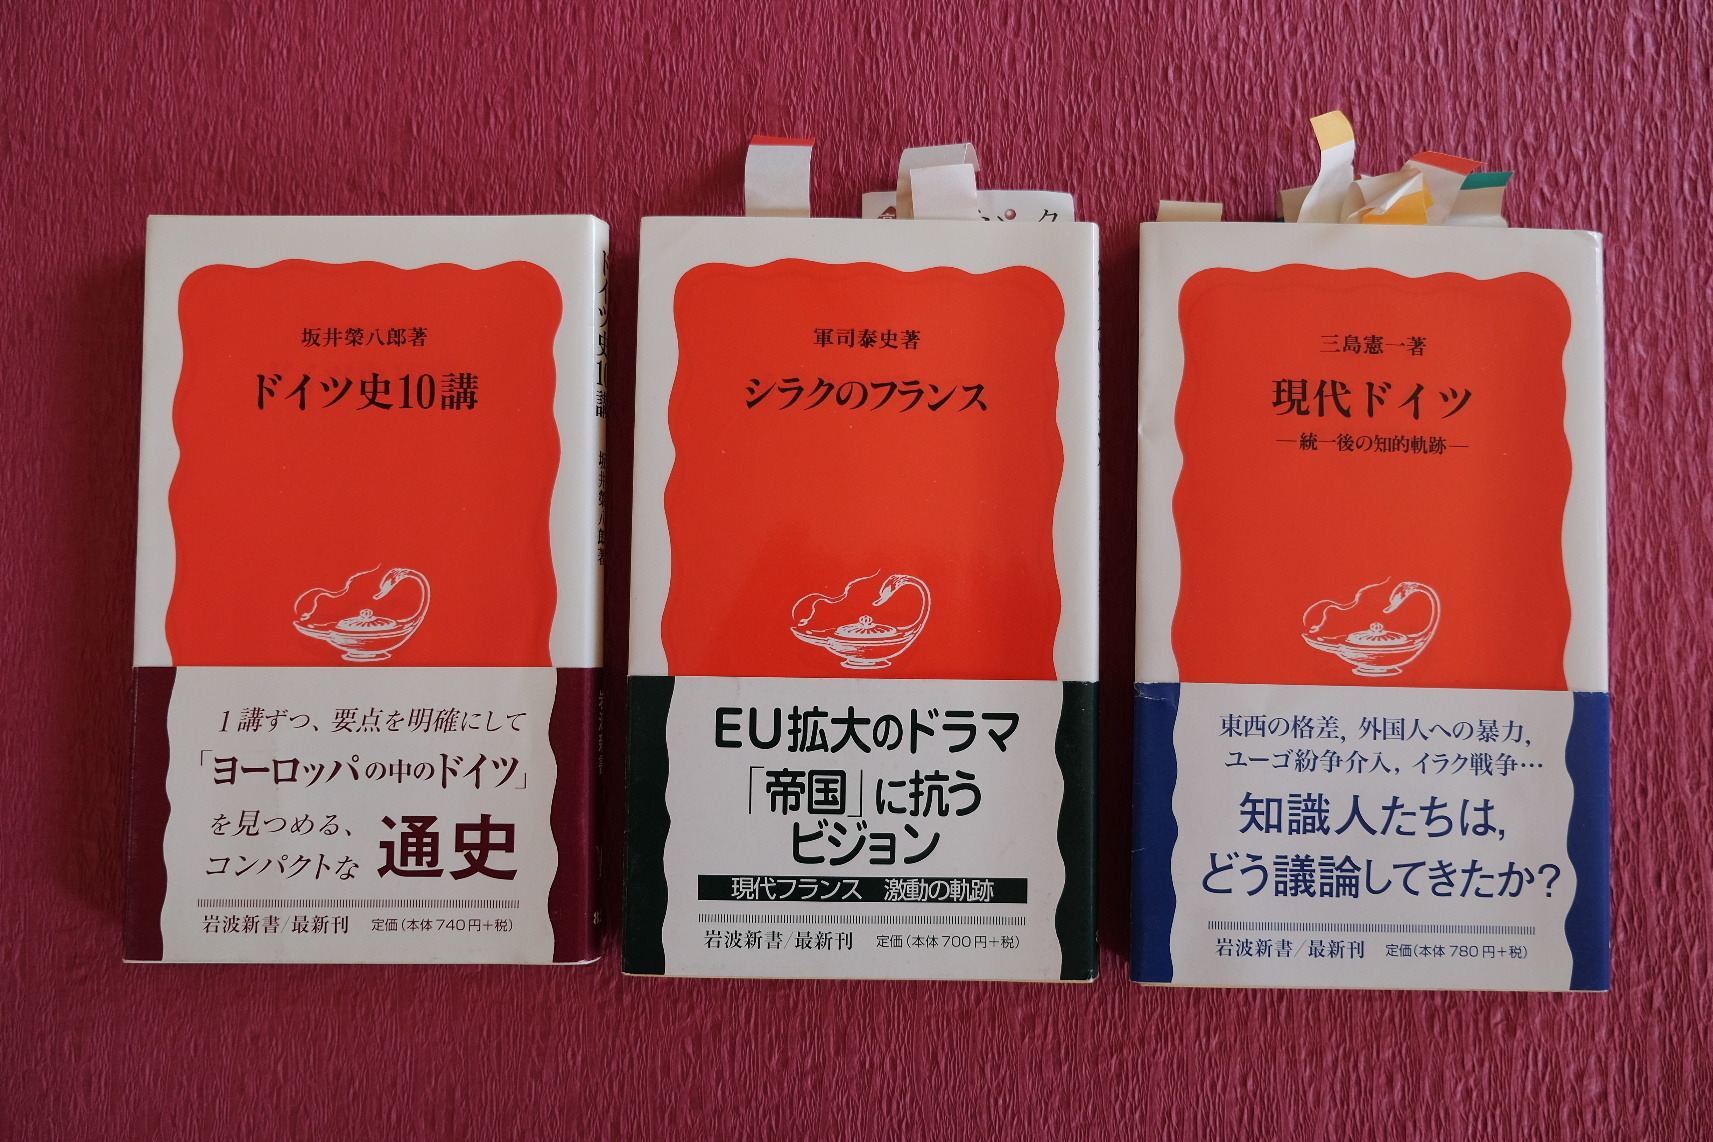 坂井榮八郎著
ドイツ史10講
1講ずつ、要点を明確にして
「ヨーロッパの中のドイツ」
を見つめる、
コンパクトな 通史
岩波新書/最新刊 定価(本体740円+税)
ドイツ史10講 坂井榮八郎著
岩波新書
軍司泰史著
シラクのフランス
EU拡大のドラマ
「帝国」に抗う
ビジョン
現代フランス 激動の軌跡
岩波新書/最新刊 定価(本体700円+税)
三島憲一著
現代ドイツ
―統一後の知的軌跡―
東西の格差, 外国人への暴力,
ユーゴ紛争介入, イラク戦争…
知識人たちは,
どう議論してきたか?
岩波新書/最新刊 定価(本体780円+税)